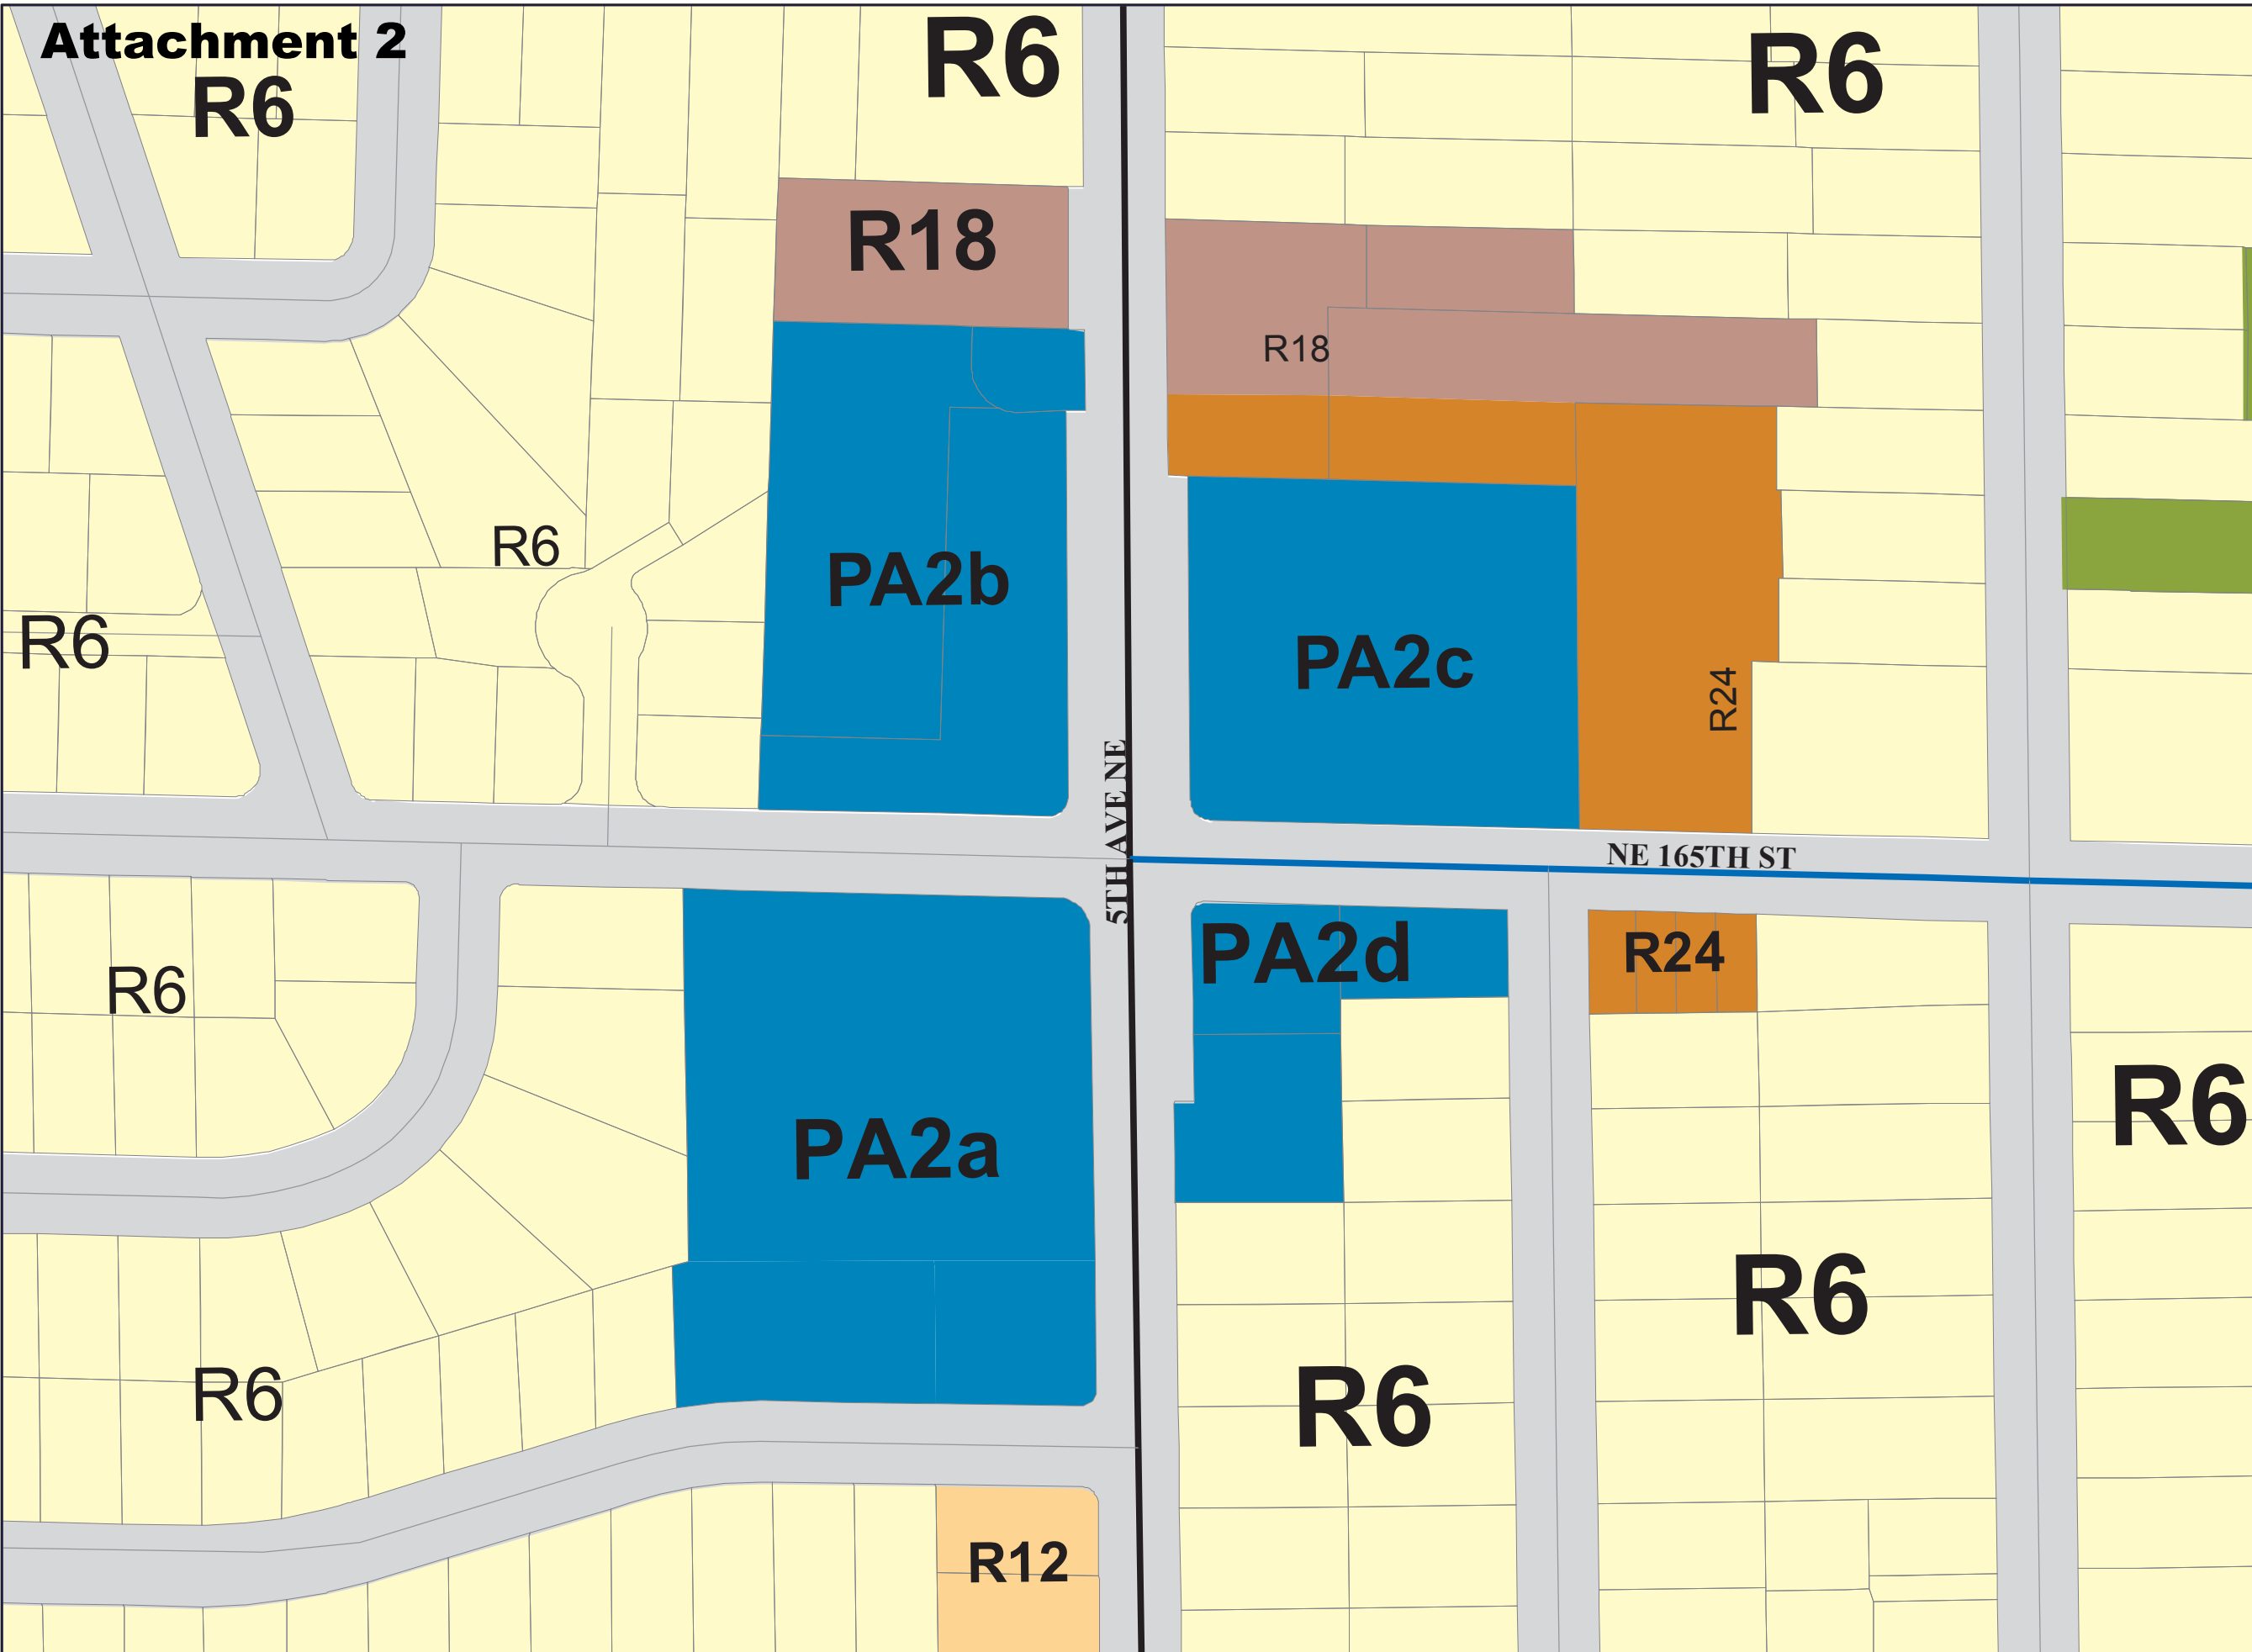 Attachment 2
R6
R6
R6
R18
R18
R6
PA2b
R6
PA2c
R24
5TH AVE NE
NE 165TH ST
PA2d
R24
R6
R6
PA2a
R6
R6
R6
R12